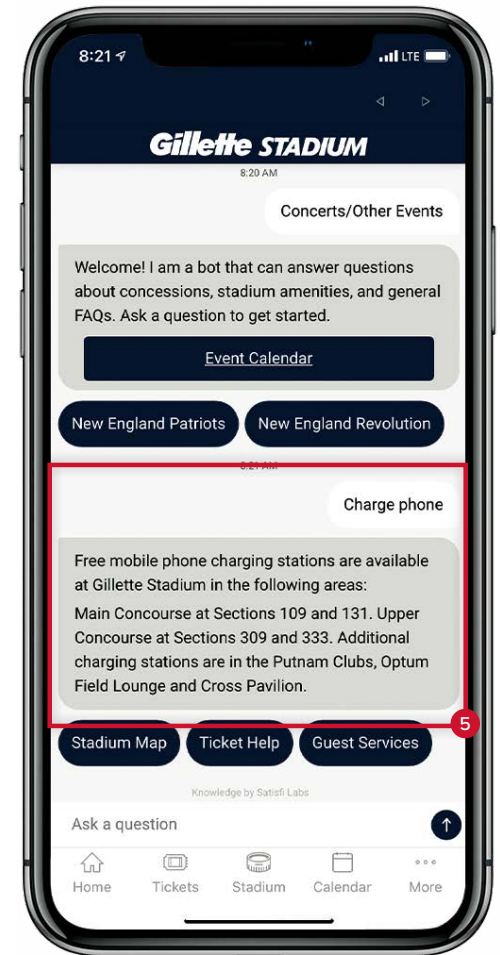 8:21
LTE
Gillette STADIUM
8:20 AM
Concerts/Other Events
Welcome! I am a bot that can answer questions
about concessions, stadium amenities, and general
FAQs. Ask a question to get started.
Event Calendar
New England Patriots
New England Revolution
8:21 AM
Charge phone
Free mobile phone charging stations are available
at Gillette Stadium in the following areas:
Main Concourse at Sections 109 and 131. Upper
Concourse at Sections 309 and 333. Additional
charging stations are in the Putnam Clubs, Optum
Field Lounge and Cross Pavilion.
5
Stadium Map
Ticket Help
Guest Services
Knowledge by Satisfi Labs
Ask a question
Home
Tickets
Stadium
Calendar
More